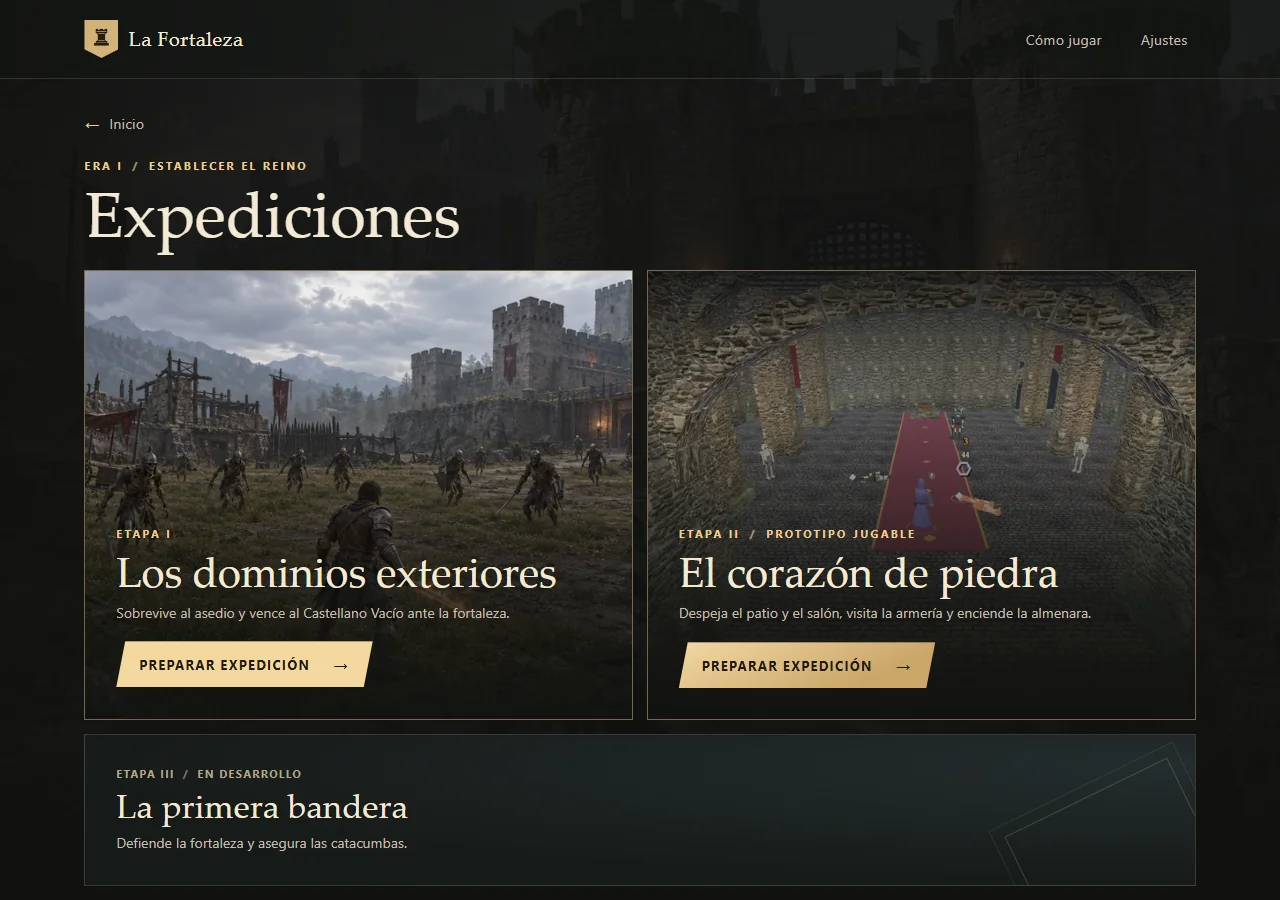 La Fortaleza
Cómo jugar
Ajustes
← Inicio
ERA I / ESTABLECER EL REINO
Expediciones
ETAPA I
Los dominios exteriores
Sobrevive al asedio y vence al Castellano Vacío ante la fortaleza.
PREPARAR EXPEDICIÓN →
3
44
ETAPA II / PROTOTIPO JUGABLE
El corazón de piedra
Despeja el patio y el salón, visita la armería y enciende la almenara.
PREPARAR EXPEDICIÓN →
ETAPA III / EN DESARROLLO
La primera bandera
Defiende la fortaleza y asegura las catacumbas.